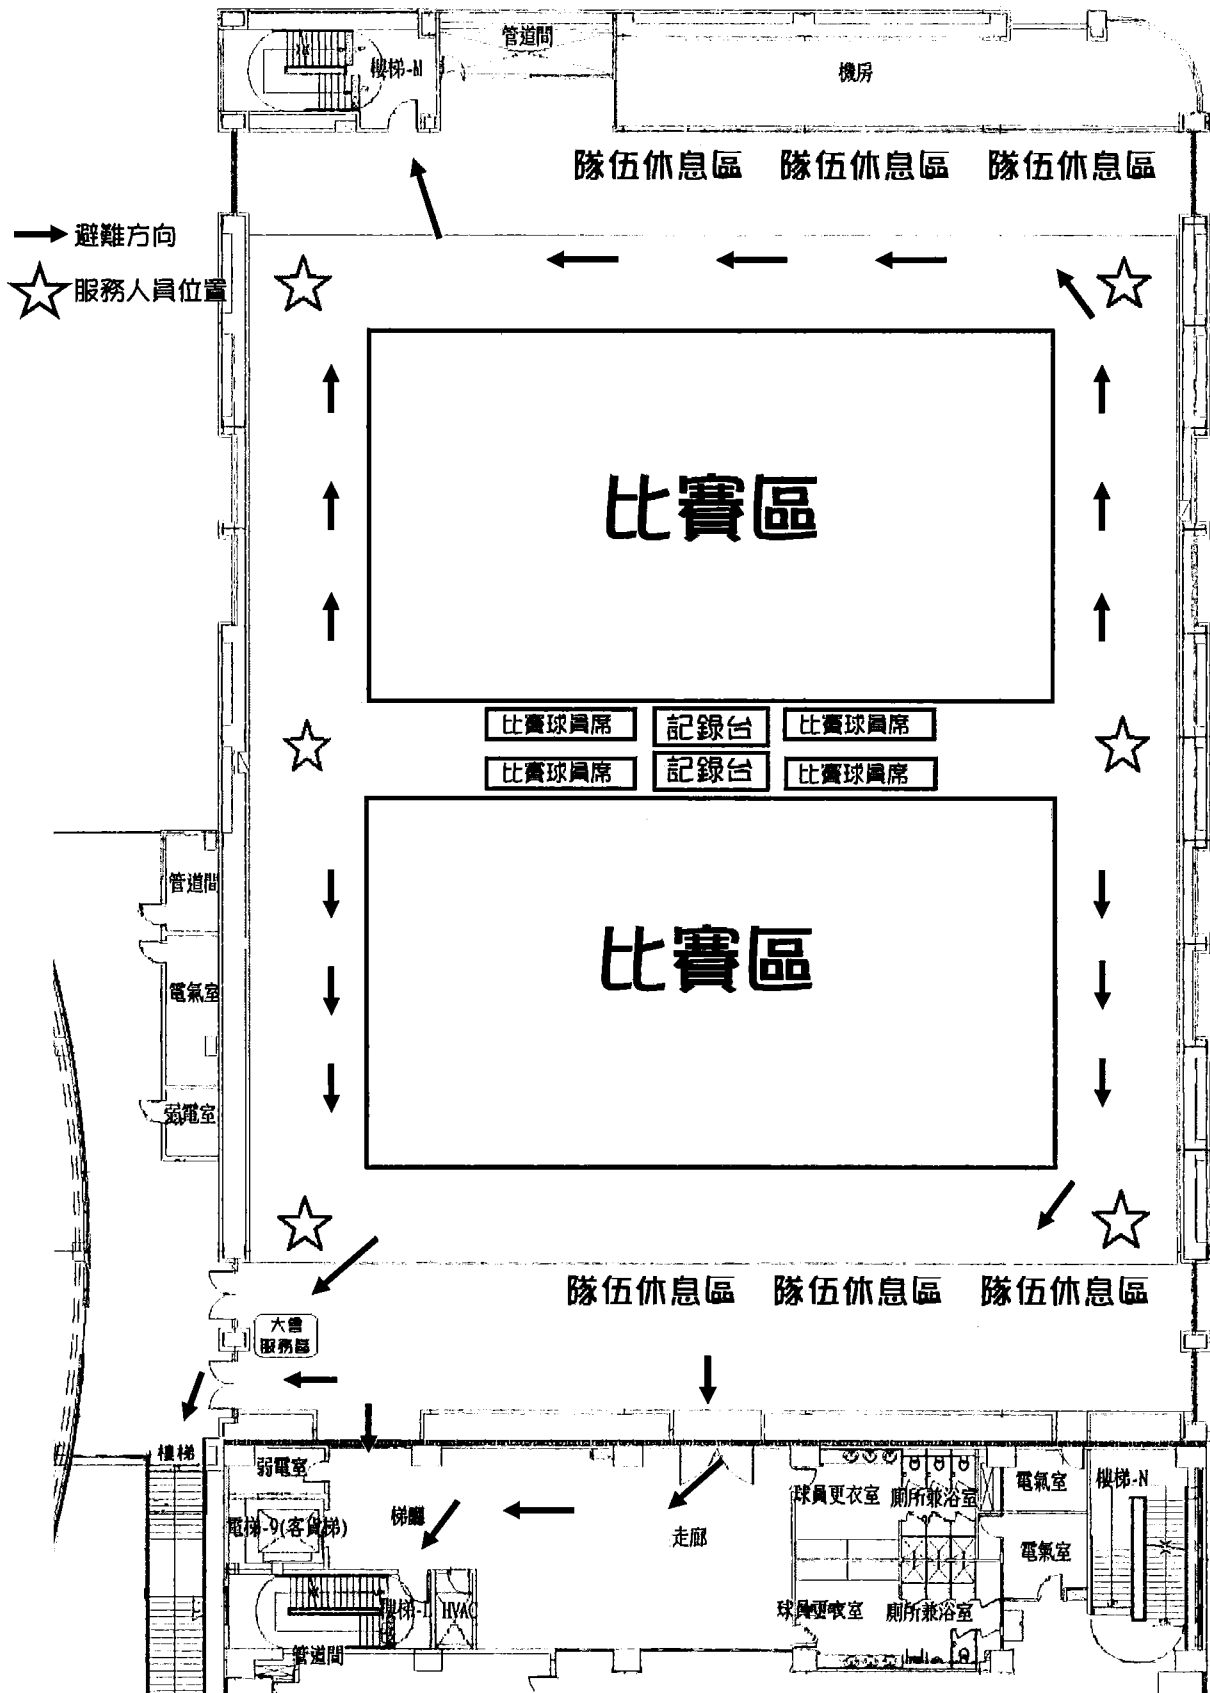 管道間
樓梯-M
機房
隊伍休息區 隊伍休息區 隊伍休息區
避難方向
服務人員位置
比賽區
比賽球員席 記錄台 比賽球員席
比賽球員席 記錄台 比賽球員席
管道間
比賽區
電氣室
弱電室
隊伍休息區 隊伍休息區 隊伍休息區
大會
服務台
樓梯
弱電室
球員更衣室 廁所兼浴室 電氣室 樓梯-N
電梯-9(客貨梯) 梯廳 走廊
電氣室
樓梯-L HVAC 球員更衣室 廁所兼浴室
管道間